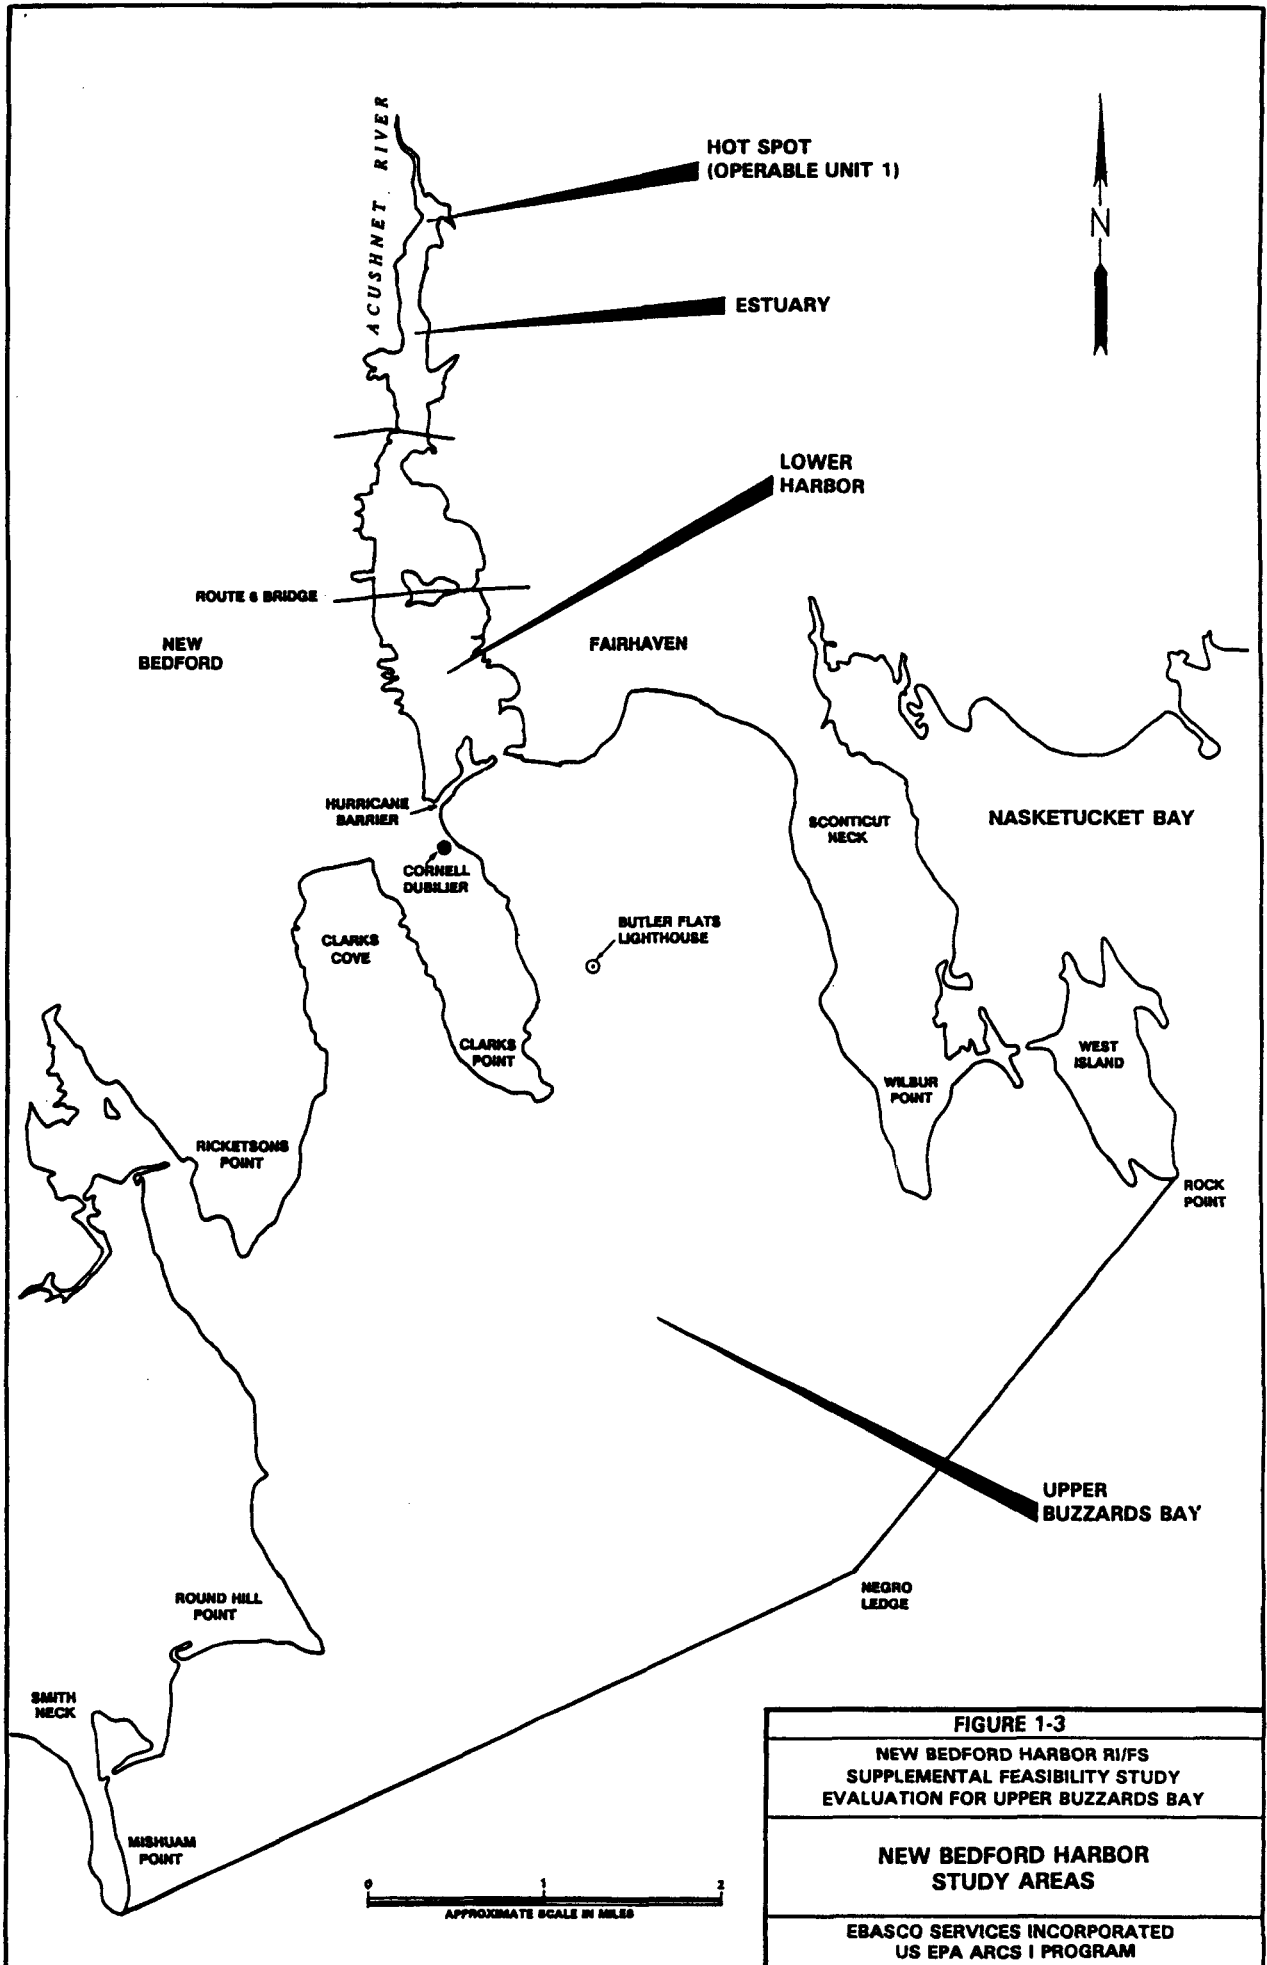 ACUSHNET RIVER
HOT SPOT
(OPERABLE UNIT 1)
N
ESTUARY
LOWER
HARBOR
ROUTE 6 BRIDGE
NEW
BEDFORD
FAIRHAVEN
HURRICANE
BARRIER
SCONTICUT
NECK
NASKETUCKET BAY
CORNELL
DUBILIER
BUTLER FLATS
LIGHTHOUSE
CLARKS
COVE
CLARKS
POINT
WEST
ISLAND
WILBUR
POINT
RICKETSONS
POINT
ROCK
POINT
UPPER
BUZZARDS BAY
NEGRO
LEDGE
ROUND HILL
POINT
SMITH
NECK
MISHUAM
POINT
0 1 2
APPROXIMATE SCALE IN MILES
FIGURE 1-3
NEW BEDFORD HARBOR RI/FS
SUPPLEMENTAL FEASIBILITY STUDY
EVALUATION FOR UPPER BUZZARDS BAY
NEW BEDFORD HARBOR
STUDY AREAS
EBASCO SERVICES INCORPORATED
US EPA ARCS I PROGRAM